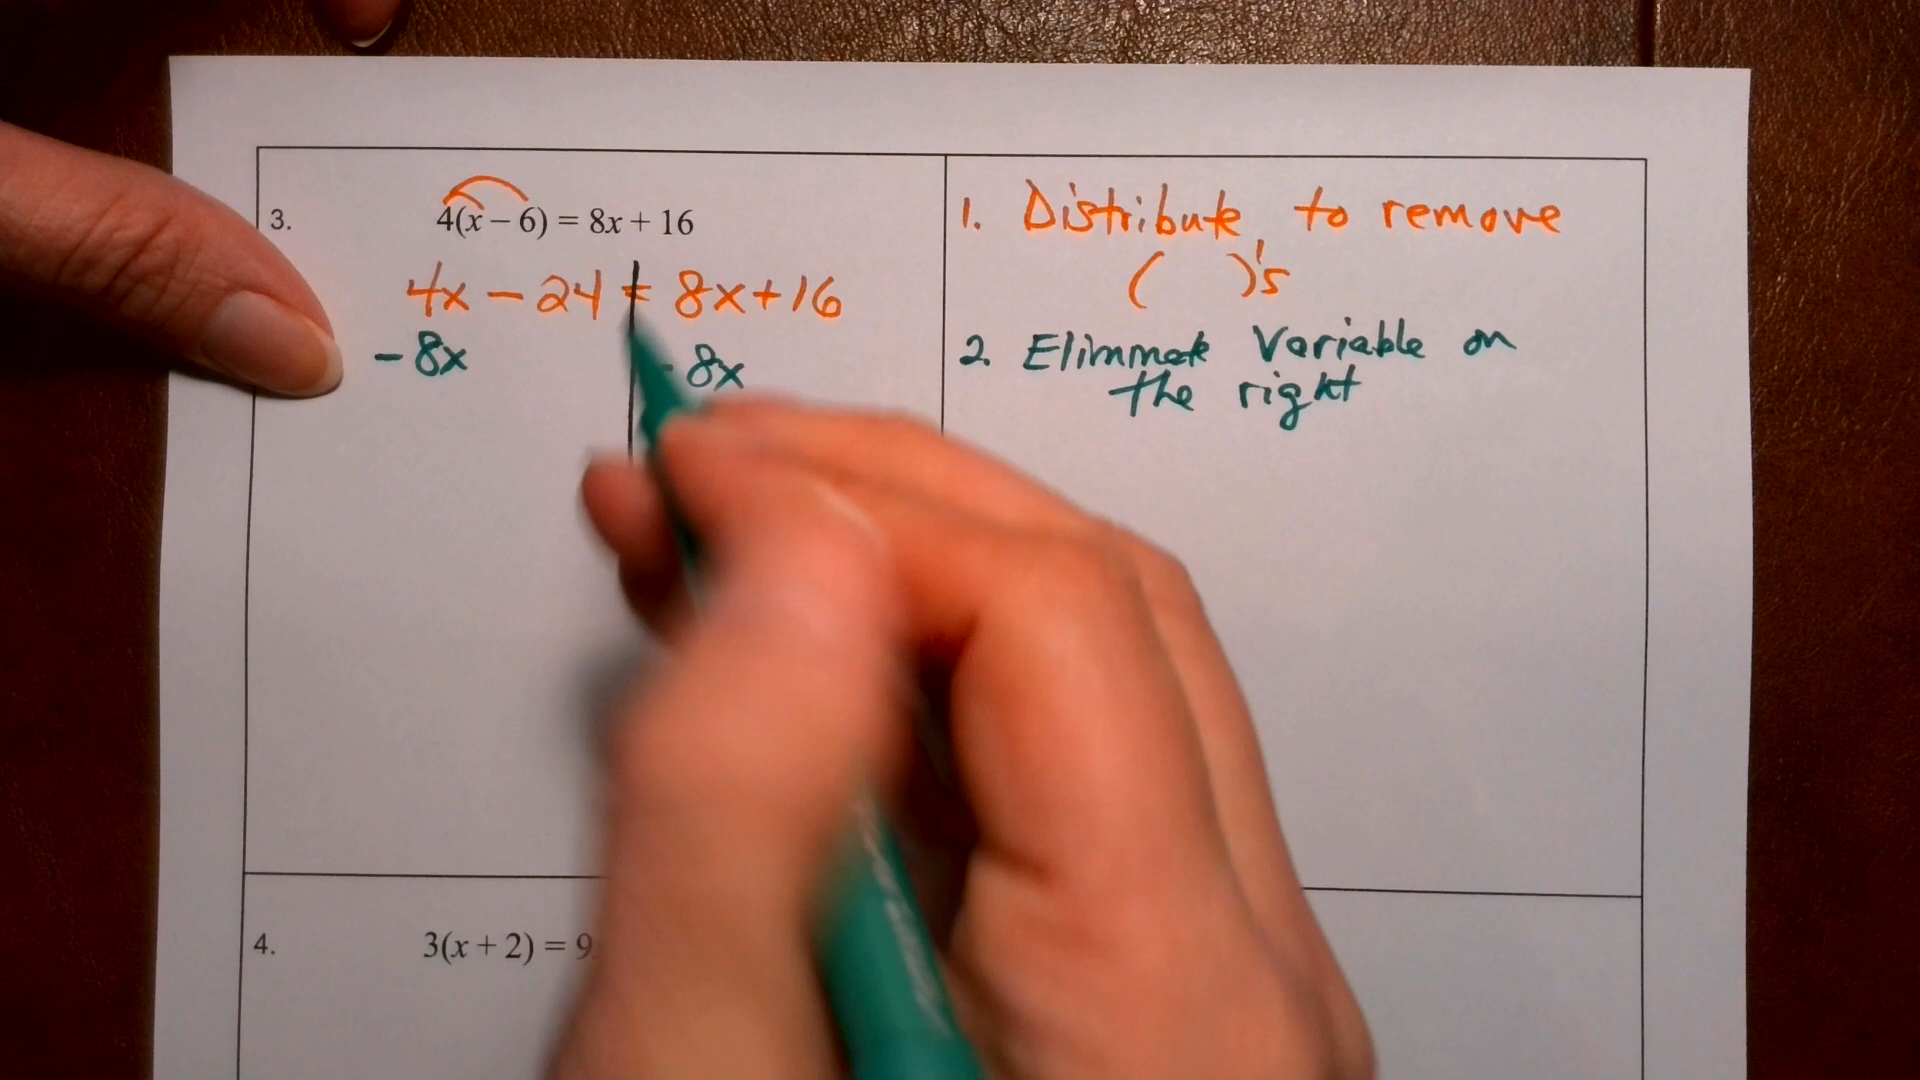 3.
4(x – 6) = 8x + 16
4x – 24 = 8x + 16
– 8x - 8x
1. Distribute to remove
( )'s
2. Eliminate Variable on
the right
4.
3(x + 2) = 9